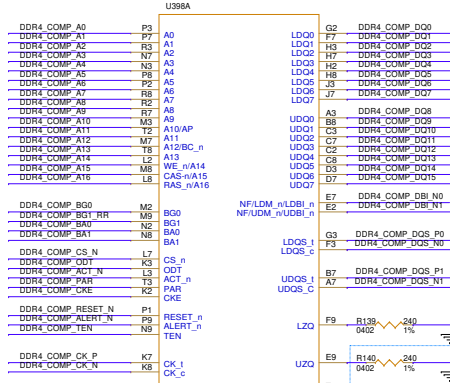 U398A
DDR4_COMP_A0 P3 A0
DDR4_COMP_A1 P7 A1
DDR4_COMP_A2 R3 A2
DDR4_COMP_A3 N7 A3
DDR4_COMP_A4 N3 A4
DDR4_COMP_A5 P8 A5
DDR4_COMP_A6 P2 A6
DDR4_COMP_A7 R8 A7
DDR4_COMP_A8 R2 A8
DDR4_COMP_A9 R7 A9
DDR4_COMP_A10 M3 A10/AP
DDR4_COMP_A11 T2 A11
DDR4_COMP_A12 M7 A12/BC_n
DDR4_COMP_A13 T8 A13
DDR4_COMP_A14 L2 WE_n/A14
DDR4_COMP_A15 M8 CAS-n/A15
DDR4_COMP_A16 L8 RAS_n/A16
DDR4_COMP_BG0 M2 BG0
DDR4_COMP_BG1_RR M9 BG1
DDR4_COMP_BA0 N2 BA0
DDR4_COMP_BA1 N8 BA1
DDR4_COMP_CS_N L7 CS_n
DDR4_COMP_ODT K3 ODT
DDR4_COMP_ACT_N L3 ACT_n
DDR4_COMP_PAR T3 PAR
DDR4_COMP_CKE K2 CKE
DDR4_COMP_RESET_N P1 RESET_n
DDR4_COMP_ALERT_N P9 ALERT_n
DDR4_COMP_TEN N9 TEN
DDR4_COMP_CK_P K7 CK_t
DDR4_COMP_CK_N K8 CK_c
LDQ0 G2 DDR4_COMP_DQ0
LDQ1 F7 DDR4_COMP_DQ1
LDQ2 H3 DDR4_COMP_DQ2
LDQ3 H7 DDR4_COMP_DQ3
LDQ4 H2 DDR4_COMP_DQ4
LDQ5 H8 DDR4_COMP_DQ5
LDQ6 J3 DDR4_COMP_DQ6
LDQ7 J7 DDR4_COMP_DQ7
UDQ0 A3 DDR4_COMP_DQ8
UDQ1 B8 DDR4_COMP_DQ9
UDQ2 C3 DDR4_COMP_DQ10
UDQ3 C7 DDR4_COMP_DQ11
UDQ4 C2 DDR4_COMP_DQ12
UDQ5 C8 DDR4_COMP_DQ13
UDQ6 D3 DDR4_COMP_DQ14
UDQ7 D7 DDR4_COMP_DQ15
NF/LDM_n/LDBI_n E7 DDR4_COMP_DBI_N0
NF/UDM_n/UDBI_n E2 DDR4_COMP_DBI_N1
LDQS_t G3 DDR4_COMP_DQS_P0
LDQS_c F3 DDR4_COMP_DQS_N0
UDQS_t B7 DDR4_COMP_DQS_P1
UDQS_C A7 DDR4_COMP_DQS_N1
LZQ F9 R139 240
0402 1%
UZQ E9 R140 240
0402 1%